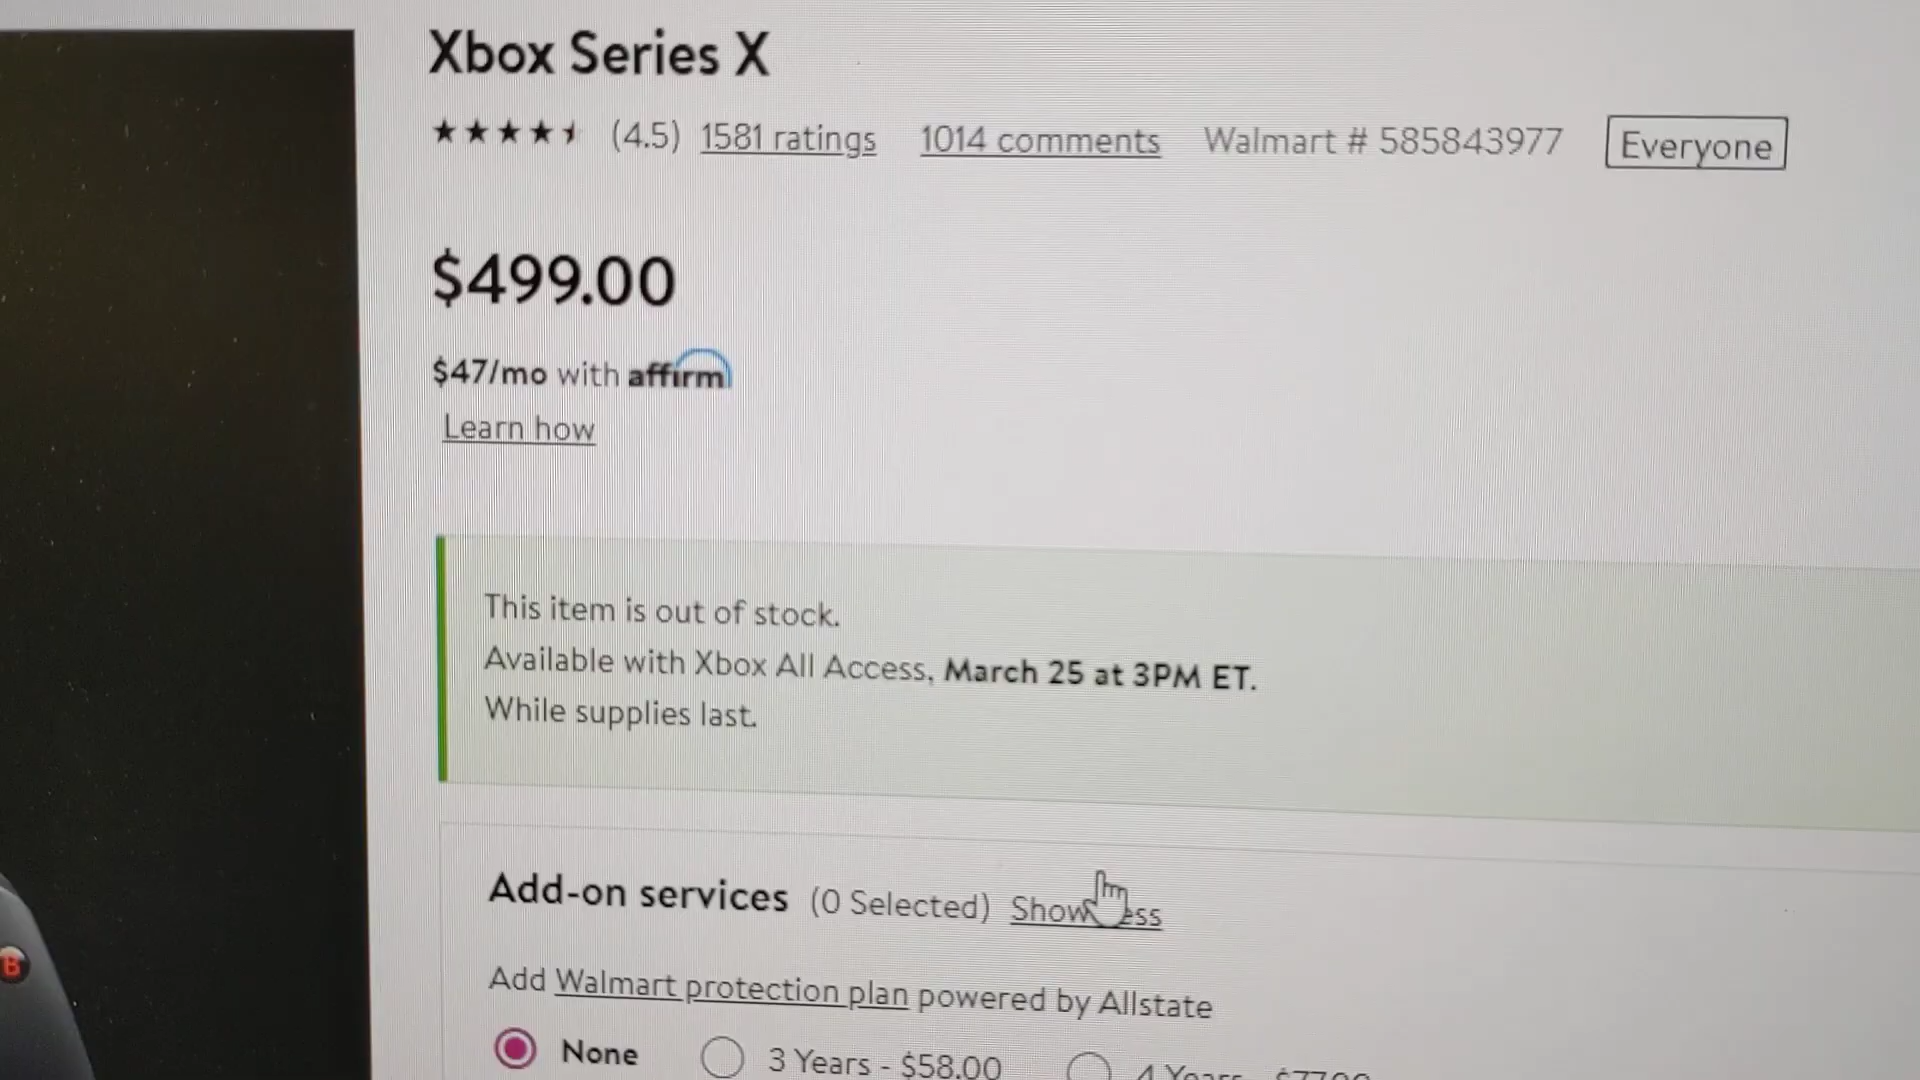 Xbox Series X
(4.5) 1581 ratings 1014 comments Walmart # 585843977 Everyone
$499.00
$47/mo with affirm
Learn how
This item is out of stock.
Available with Xbox All Access, March 25 at 3PM ET.
While supplies last.
Add-on services (0 Selected) Show
Add Walmart protection plan powered by Allstate
B
None 3 Years - $58.00